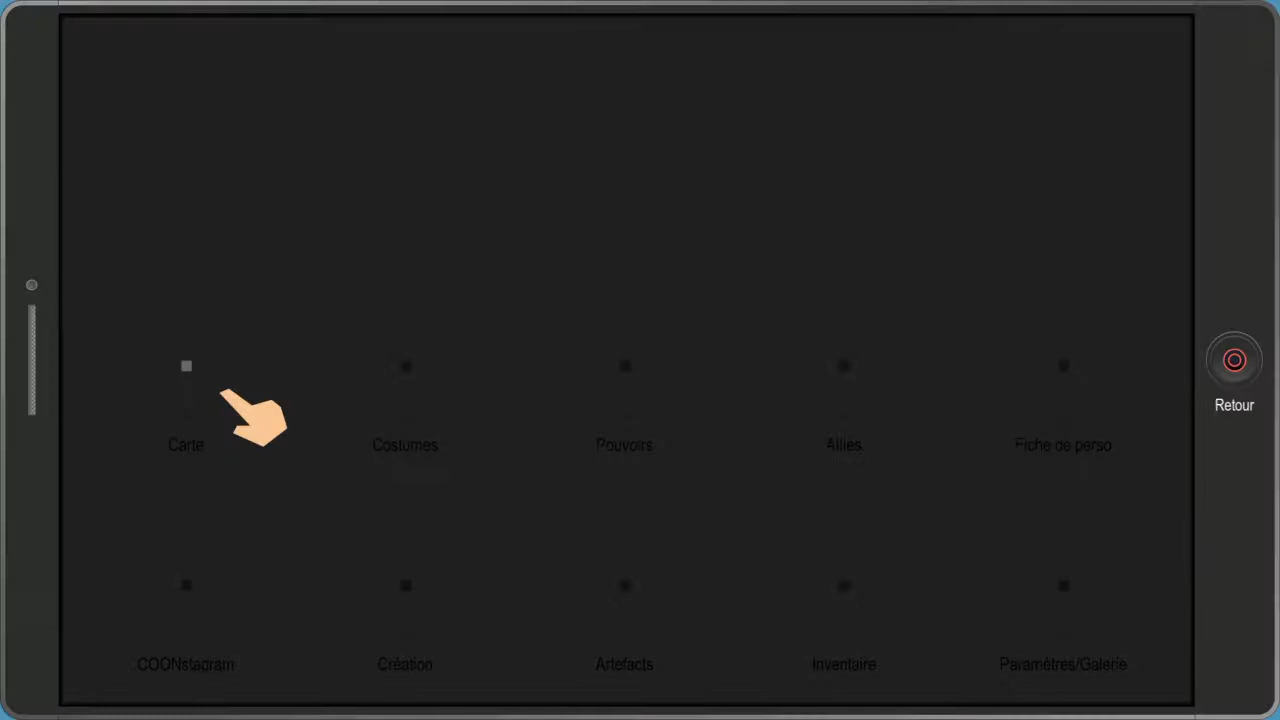 Carte
Costumes
Pouvoirs
Alliés
Fiche de perso
Retour
COONstagram
Création
Artefacts
Inventaire
Paramètres/Galerie